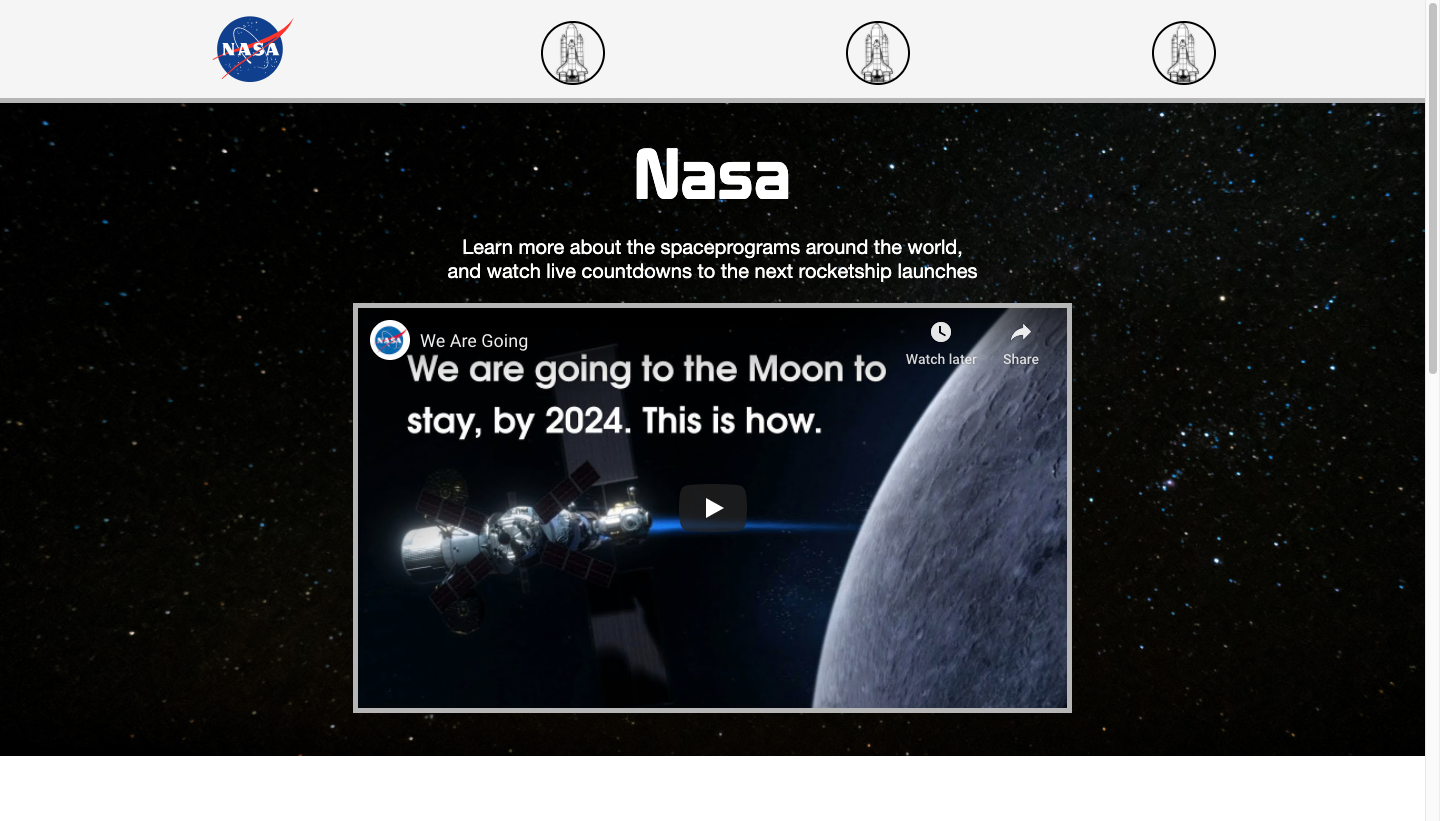 NASA
Nasa
Learn more about the spaceprograms around the world,
and watch live countdowns to the next rocketship launches
NASA
We Are Going
Watch later
Share
We are going to the Moon to
stay, by 2024. This is how.